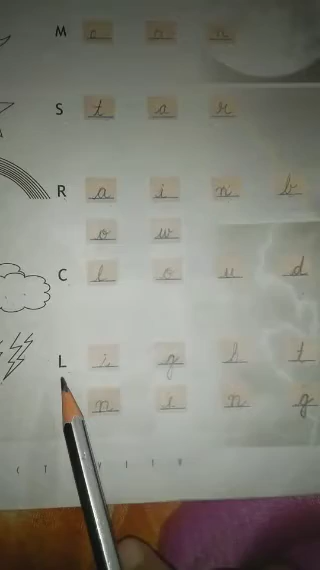 M o o n
S t a r
R a i n b
o w
C l o u d
L i g h t
n i n g